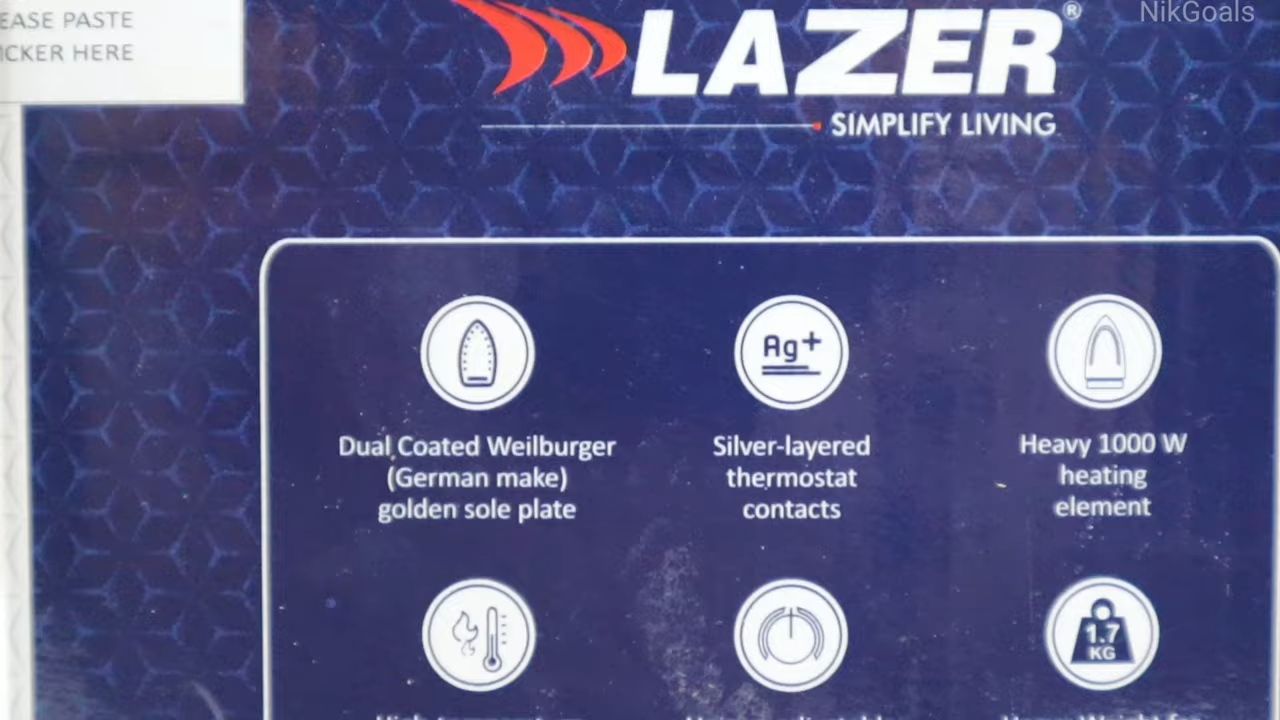 EASE PASTE
ICKER HERE
NikGoals
LAZER®
SIMPLIFY LIVING
Ag+
Dual Coated Weilburger
(German make)
golden sole plate
Silver-layered
thermostat
contacts
Heavy 1000 W
heating
element
1.7
KG